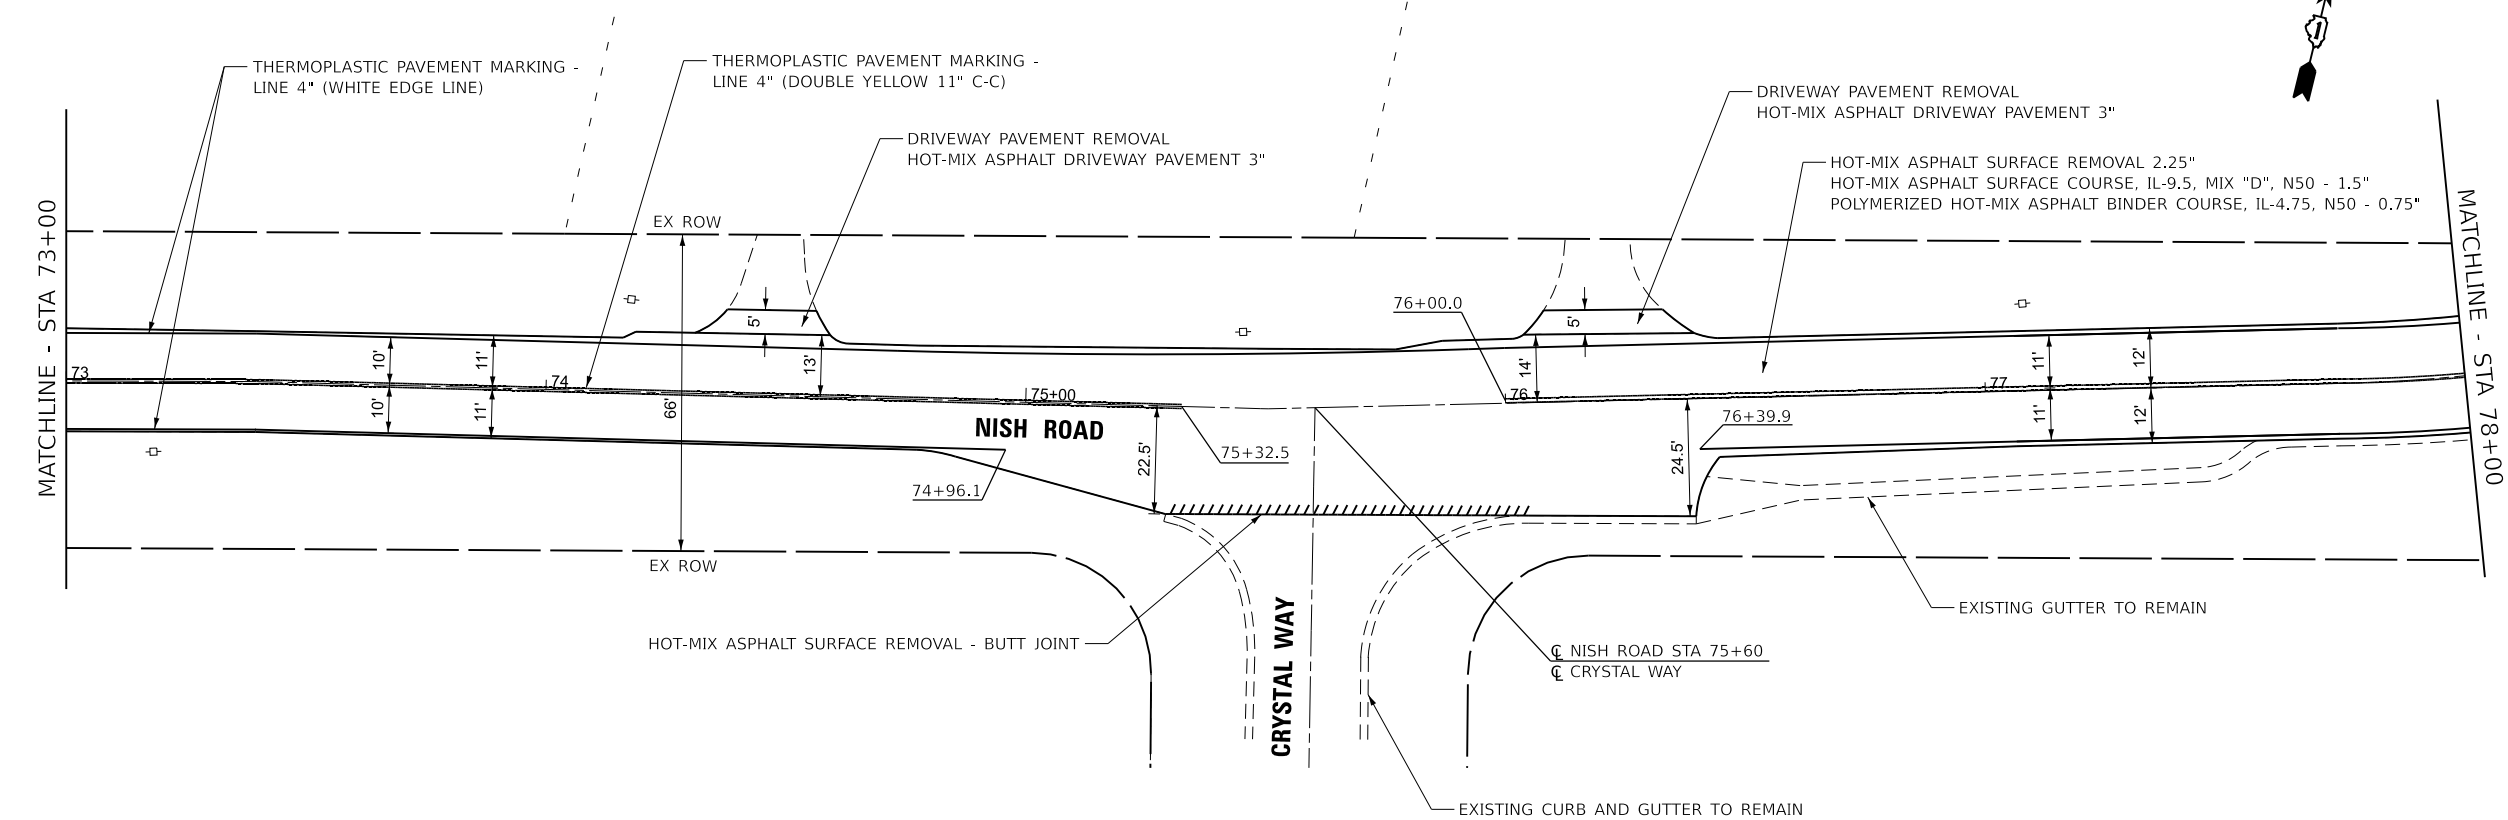 THERMOPLASTIC PAVEMENT MARKING -
LINE 4" (WHITE EDGE LINE)
THERMOPLASTIC PAVEMENT MARKING -
LINE 4" (DOUBLE YELLOW 11" C-C)
DRIVEWAY PAVEMENT REMOVAL
HOT-MIX ASPHALT DRIVEWAY PAVEMENT 3"
DRIVEWAY PAVEMENT REMOVAL
HOT-MIX ASPHALT DRIVEWAY PAVEMENT 3"
HOT-MIX ASPHALT SURFACE REMOVAL 2.25"
HOT-MIX ASPHALT SURFACE COURSE, IL-9.5, MIX "D", N50 - 1.5"
POLYMERIZED HOT-MIX ASPHALT BINDER COURSE, IL-4.75, N50 - 0.75"
MATCHLINE - STA 73+00
MATCHLINE - STA 78+00
EX ROW
76+00.0
5'
5'
10'
11'
13'
14'
11'
12'
73
74
75+00
76
77
10'
11'
66'
NISH ROAD
22.5'
75+32.5
24.5'
76+39.9
11'
12'
74+96.1
EX ROW
HOT-MIX ASPHALT SURFACE REMOVAL - BUTT JOINT
CRYSTAL WAY
EXISTING GUTTER TO REMAIN
℄ NISH ROAD STA 75+60
℄ CRYSTAL WAY
EXISTING CURB AND GUTTER TO REMAIN